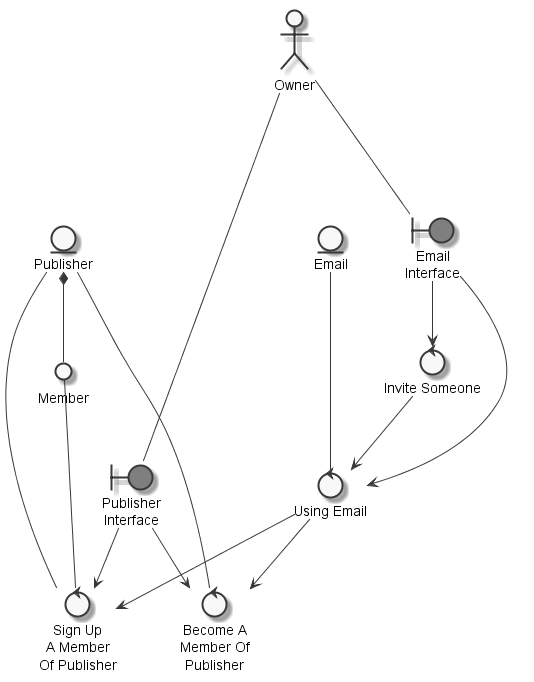 Owner
Publisher
Email
Email
Interface
Member
Invite Someone
Publisher
Interface
Using Email
Sign Up
A Member
Of Publisher
Become A
Member Of
Publisher